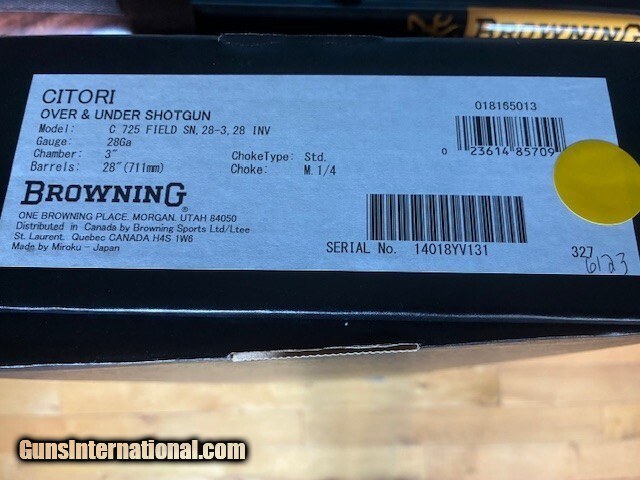 BROWNING
CITORI
OVER & UNDER SHOTGUN
Model: C 725 FIELD SN,28-3,28 INV
Gauge: 28Ga
Chamber: 3" ChokeType: Std.
Barrels: 28"(711mm) Choke: M.1/4
018165013
0 23614 85709
BROWNING®
ONE BROWNING PLACE. MORGAN. UTAH 84050
Distributed in Canada by Browning Sports Ltd/Ltee
St. Laurent. Quebec CANADA H4S 1W6
Made by Miroku - Japan
SERIAL No. 14018YV131
327
6123
GunsInternational.com